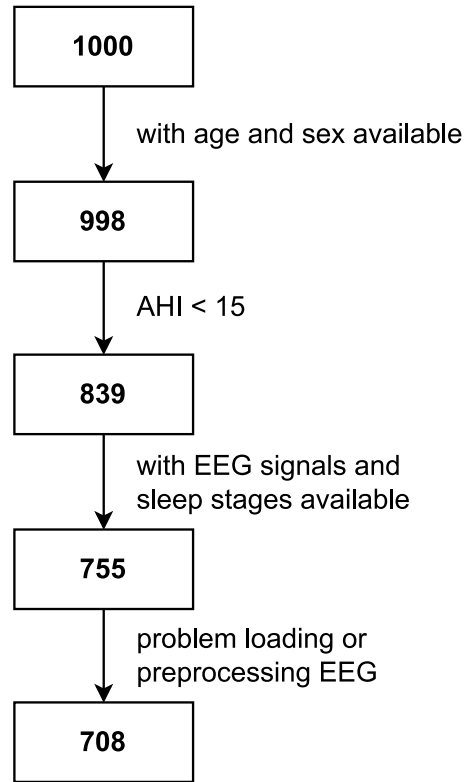 1000
with age and sex available
998
AHI < 15
839
with EEG signals and
sleep stages available
755
problem loading or
preprocessing EEG
708